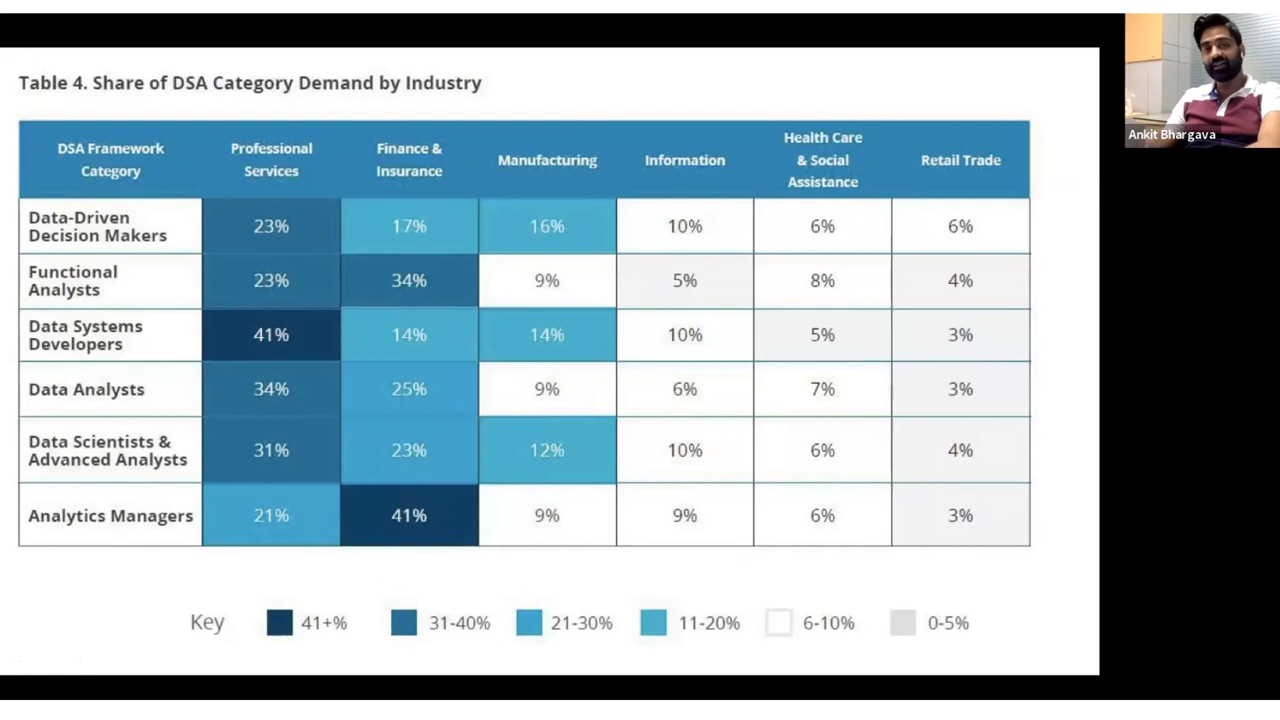 Ankit Bhargava
Table 4. Share of DSA Category Demand by Industry
DSA Framework
Category
Professional
Services
Finance &
Insurance
Manufacturing
Information
Health Care
& Social
Assistance
Retail Trade
Data-Driven
Decision Makers
23%
17%
16%
10%
6%
6%
Functional
Analysts
23%
34%
9%
5%
8%
4%
Data Systems
Developers
41%
14%
14%
10%
5%
3%
Data Analysts
34%
25%
9%
6%
7%
3%
Data Scientists &
Advanced Analysts
31%
23%
12%
10%
6%
4%
Analytics Managers
21%
41%
9%
9%
6%
3%
Key
41+%
31-40%
21-30%
11-20%
6-10%
0-5%